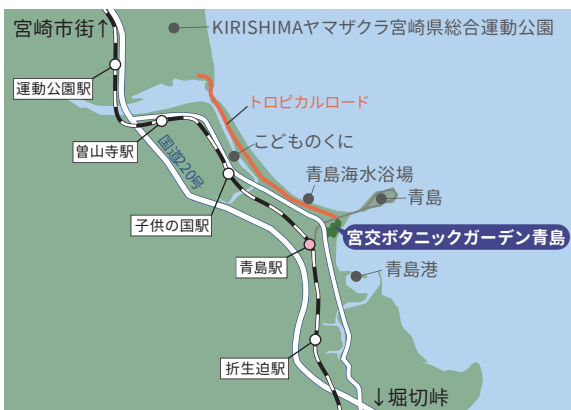 宮崎市街↑
KIRISHIMAヤマザクラ宮崎県総合運動公園
運動公園駅
トロピカルロード
こどものくに
曽山寺駅
国道220号
青島海水浴場
青島
子供の国駅
宮交ボタニックガーデン青島
青島駅
青島港
折生迫駅
↓堀切峠